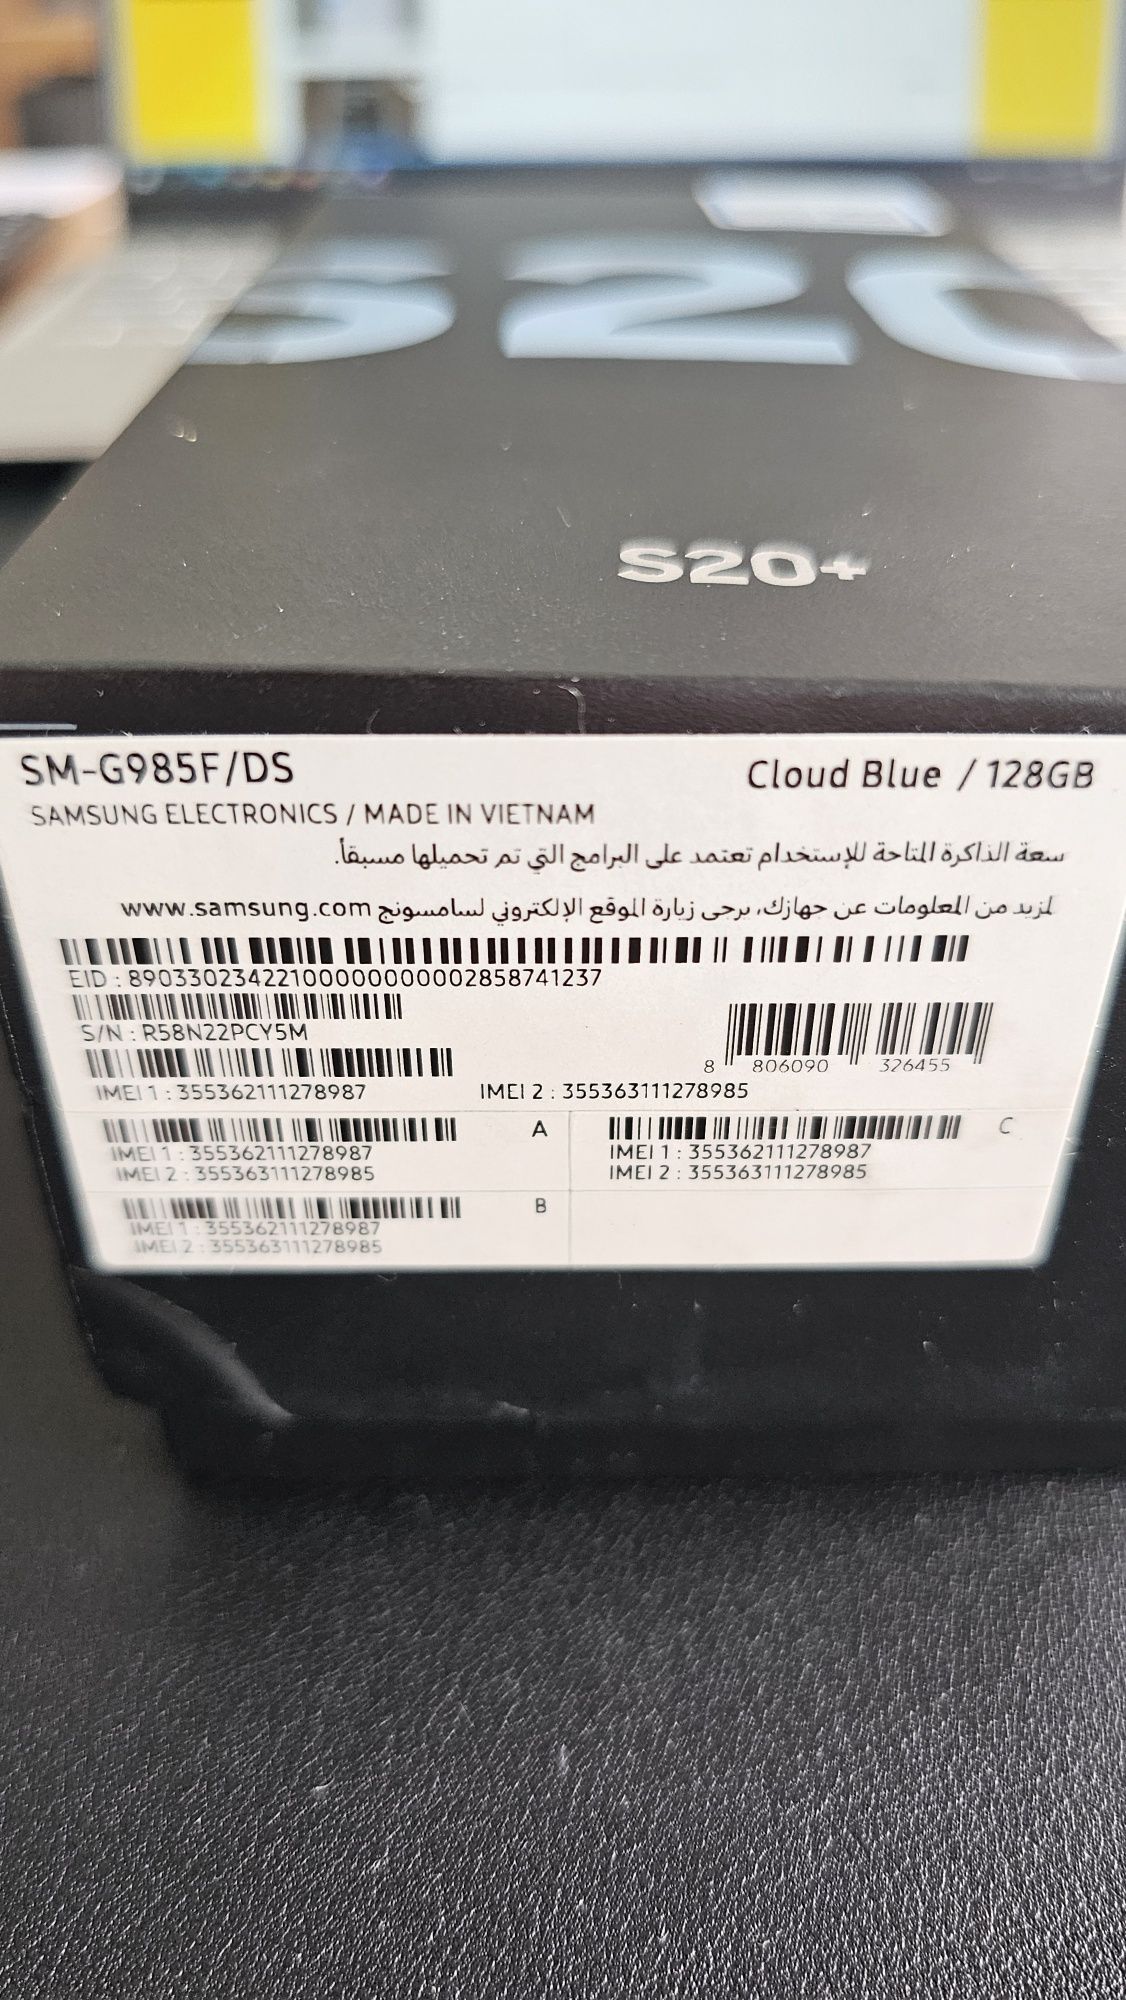 S20
S20+
SM-G985F/DS
Cloud Blue / 128GB
SAMSUNG ELECTRONICS / MADE IN VIETNAM
سعة الذاكرة المتاحة للإستخدام تعتمد على البرامج التي تم تحميلها مسبقاً.
لمزيد من المعلومات عن جهازك، يرجى زيارة الموقع الإلكتروني لسامسونج www.samsung.com
EID : 89033023422100000000002858741237
S/N : R58N22PCY5M
8 806090 326455
IMEI 1 : 355362111278987 IMEI 2 : 355363111278985
A
IMEI 1 : 355362111278987
IMEI 2 : 355363111278985
C
IMEI 1 : 355362111278987
IMEI 2 : 355363111278985
B
IMEI 1 : 355362111278987
IMEI 2 : 355363111278985